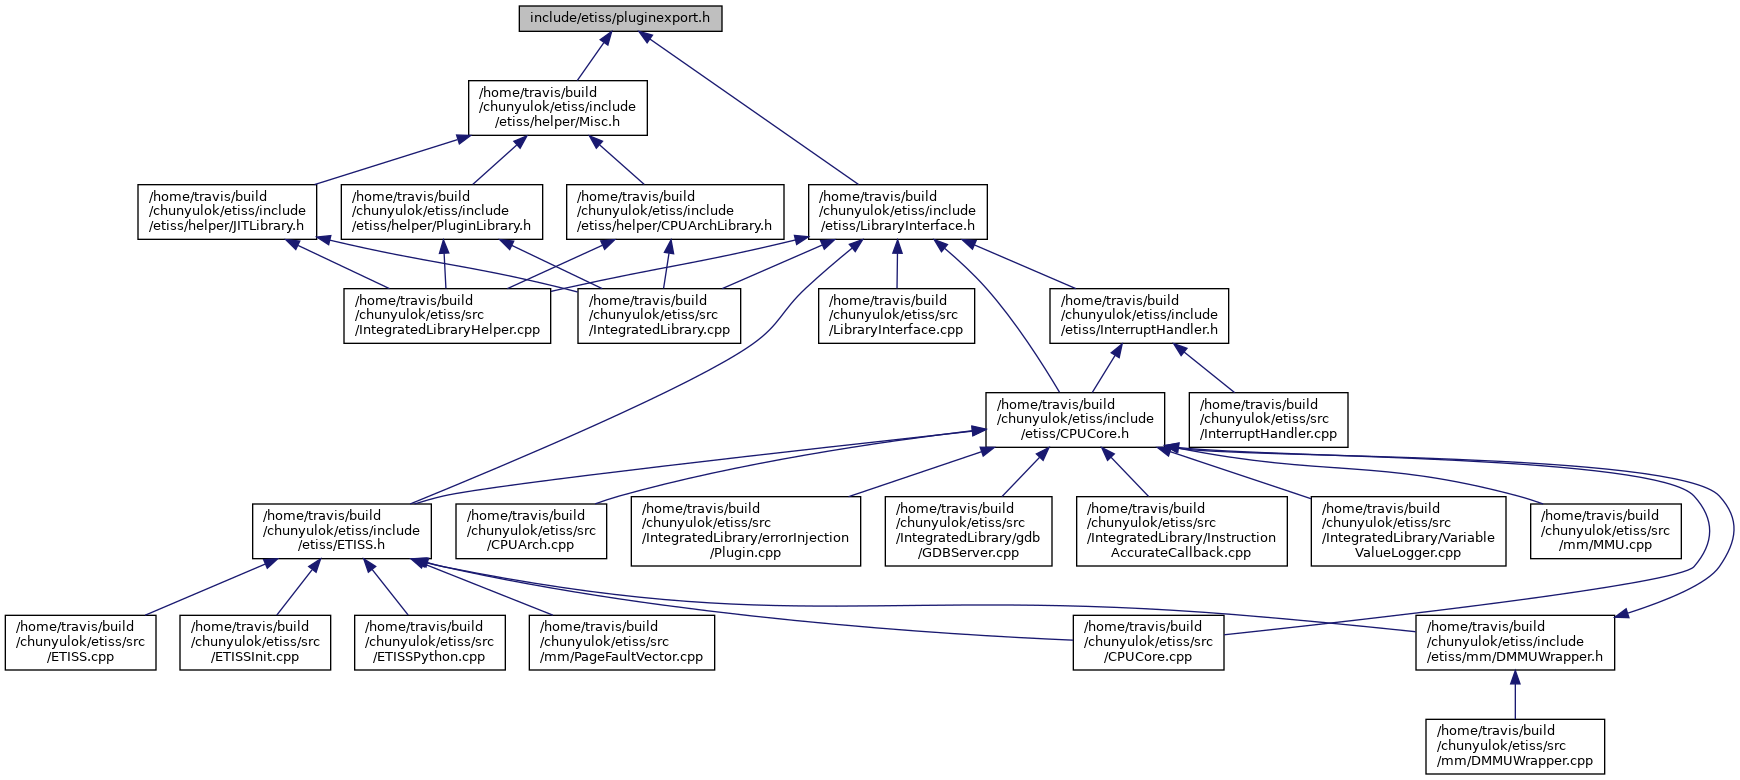 include/etiss/pluginexport.h
/home/travis/build
/chunyulok/etiss/include
/etiss/helper/Misc.h
/home/travis/build
/chunyulok/etiss/include
/etiss/helper/JITLibrary.h
/home/travis/build
/chunyulok/etiss/include
/etiss/helper/PluginLibrary.h
/home/travis/build
/chunyulok/etiss/include
/etiss/helper/CPUArchLibrary.h
/home/travis/build
/chunyulok/etiss/include
/etiss/LibraryInterface.h
/home/travis/build
/chunyulok/etiss/src
/IntegratedLibraryHelper.cpp
/home/travis/build
/chunyulok/etiss/src
/IntegratedLibrary.cpp
/home/travis/build
/chunyulok/etiss/src
/LibraryInterface.cpp
/home/travis/build
/chunyulok/etiss/include
/etiss/InterruptHandler.h
/home/travis/build
/chunyulok/etiss/include
/etiss/CPUCore.h
/home/travis/build
/chunyulok/etiss/src
/InterruptHandler.cpp
/home/travis/build
/chunyulok/etiss/include
/etiss/ETISS.h
/home/travis/build
/chunyulok/etiss/src
/CPUArch.cpp
/home/travis/build
/chunyulok/etiss/src
/IntegratedLibrary/errorInjection
/Plugin.cpp
/home/travis/build
/chunyulok/etiss/src
/IntegratedLibrary/gdb
/GDBServer.cpp
/home/travis/build
/chunyulok/etiss/src
/IntegratedLibrary/Instruction
AccurateCallback.cpp
/home/travis/build
/chunyulok/etiss/src
/IntegratedLibrary/Variable
ValueLogger.cpp
/home/travis/build
/chunyulok/etiss/src
/mm/MMU.cpp
/home/travis/build
/chunyulok/etiss/src
/ETISS.cpp
/home/travis/build
/chunyulok/etiss/src
/ETISSInit.cpp
/home/travis/build
/chunyulok/etiss/src
/ETISSPython.cpp
/home/travis/build
/chunyulok/etiss/src
/mm/PageFaultVector.cpp
/home/travis/build
/chunyulok/etiss/src
/CPUCore.cpp
/home/travis/build
/chunyulok/etiss/include
/etiss/mm/DMMUWrapper.h
/home/travis/build
/chunyulok/etiss/src
/mm/DMMUWrapper.cpp